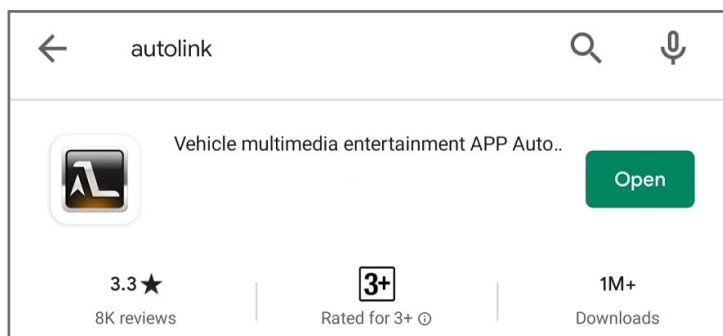 autolink
Vehicle multimedia entertainment APP Auto..
Open
3.3★ 3+ 1M+
8K reviews Rated for 3+ Downloads